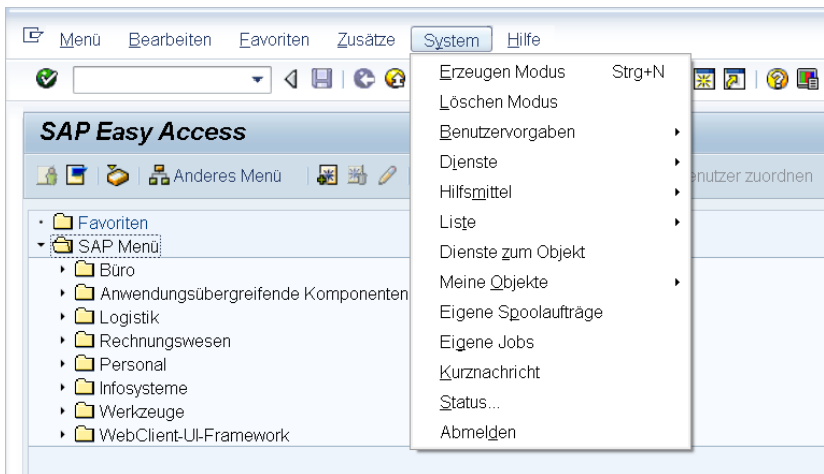 Menü Bearbeiten Favoriten Zusätze System Hilfe
SAP Easy Access
Anderes Menü
enutzer zuordnen
Erzeugen Modus Strg+N
Löschen Modus
Benutzervorgaben
Dienste
Hilfsmittel
Liste
Dienste zum Objekt
Meine Objekte
Eigene Spoolaufträge
Eigene Jobs
Kurznachricht
Status...
Abmelden
Favoriten
SAP Menü
Büro
Anwendungsübergreifende Komponenten
Logistik
Rechnungswesen
Personal
Infosysteme
Werkzeuge
WebClient-UI-Framework